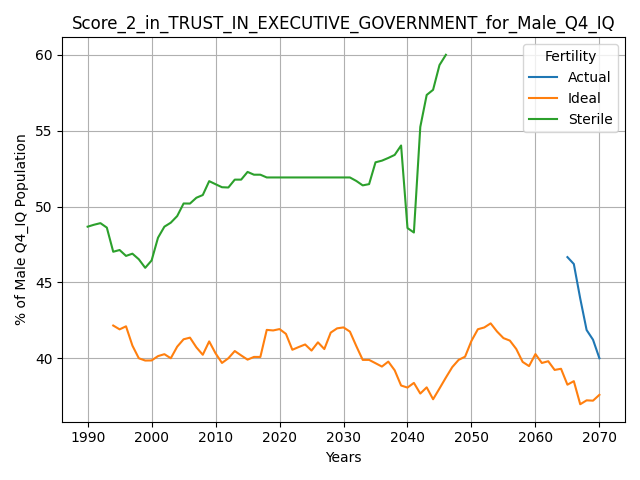 Score_2_in_TRUST_IN_EXECUTIVE_GOVERNMENT_for_Male_Q4_IQ
Fertility
Actual
Ideal
Sterile
% of Male Q4_IQ Population
60
55
50
45
40
1990 2000 2010 2020 2030 2040 2050 2060 2070
Years